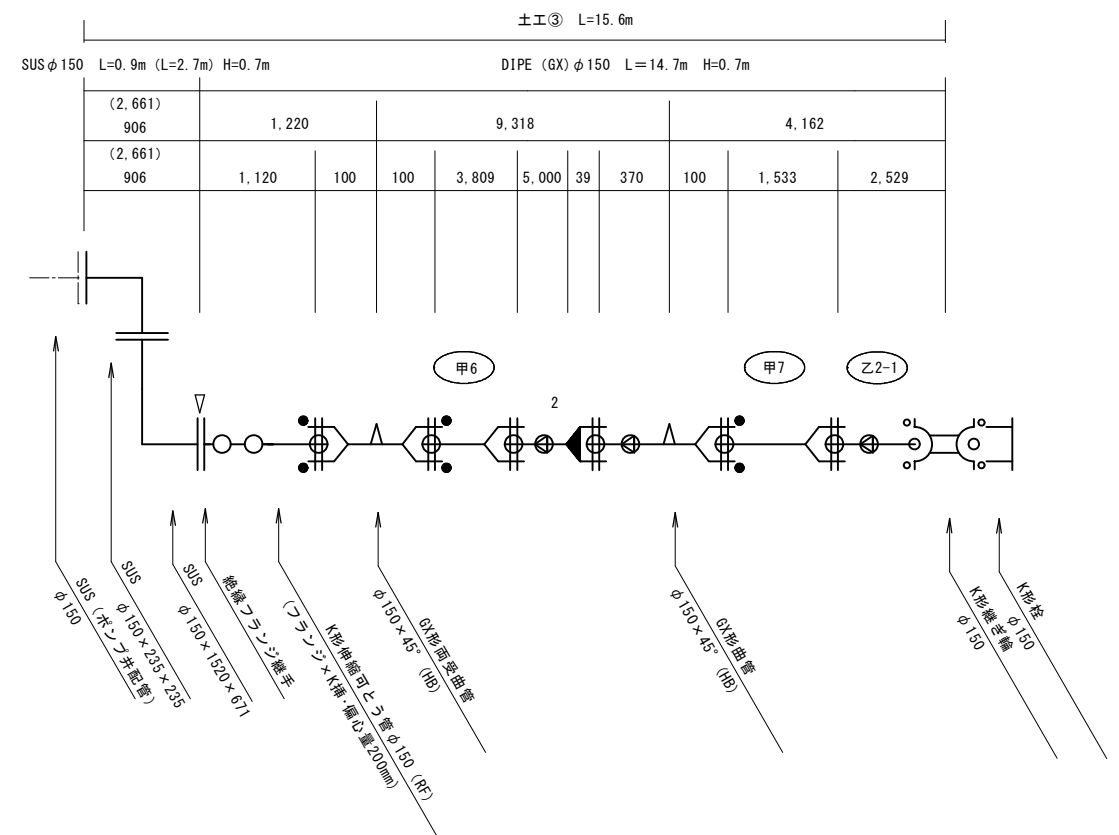 土工③ L=15.6m
SUSφ150 L=0.9m (L=2.7m) H=0.7m
DIPE (GX) φ150 L=14.7m H=0.7m
(2,661)
906
1,220
9,318
4,162
(2,661)
906
1,120
100
100
3,809
5,000
39
370
100
1,533
2,529
甲6
甲7
乙2-1
2
SUS (ポンプ井配管)
φ150
SUS
φ150×235×235
SUS
φ150×1520×671
絶縁フランジ継手
K形伸縮可とう管φ150 (RF)
(フランジ×K挿・偏心量200mm)
GX形両受曲管
φ150×45° (HB)
GX形曲管
φ150×45° (HB)
K形継ぎ輪
φ150
K形栓
φ150